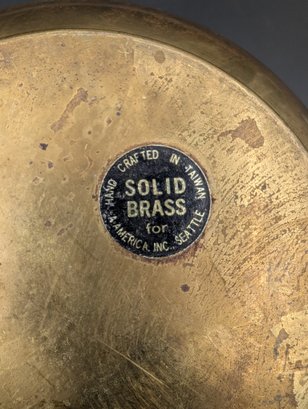 HAND CRAFTED IN TAIWAN
SOLID
BRASS
for
AMERICA, INC. SEATTLE